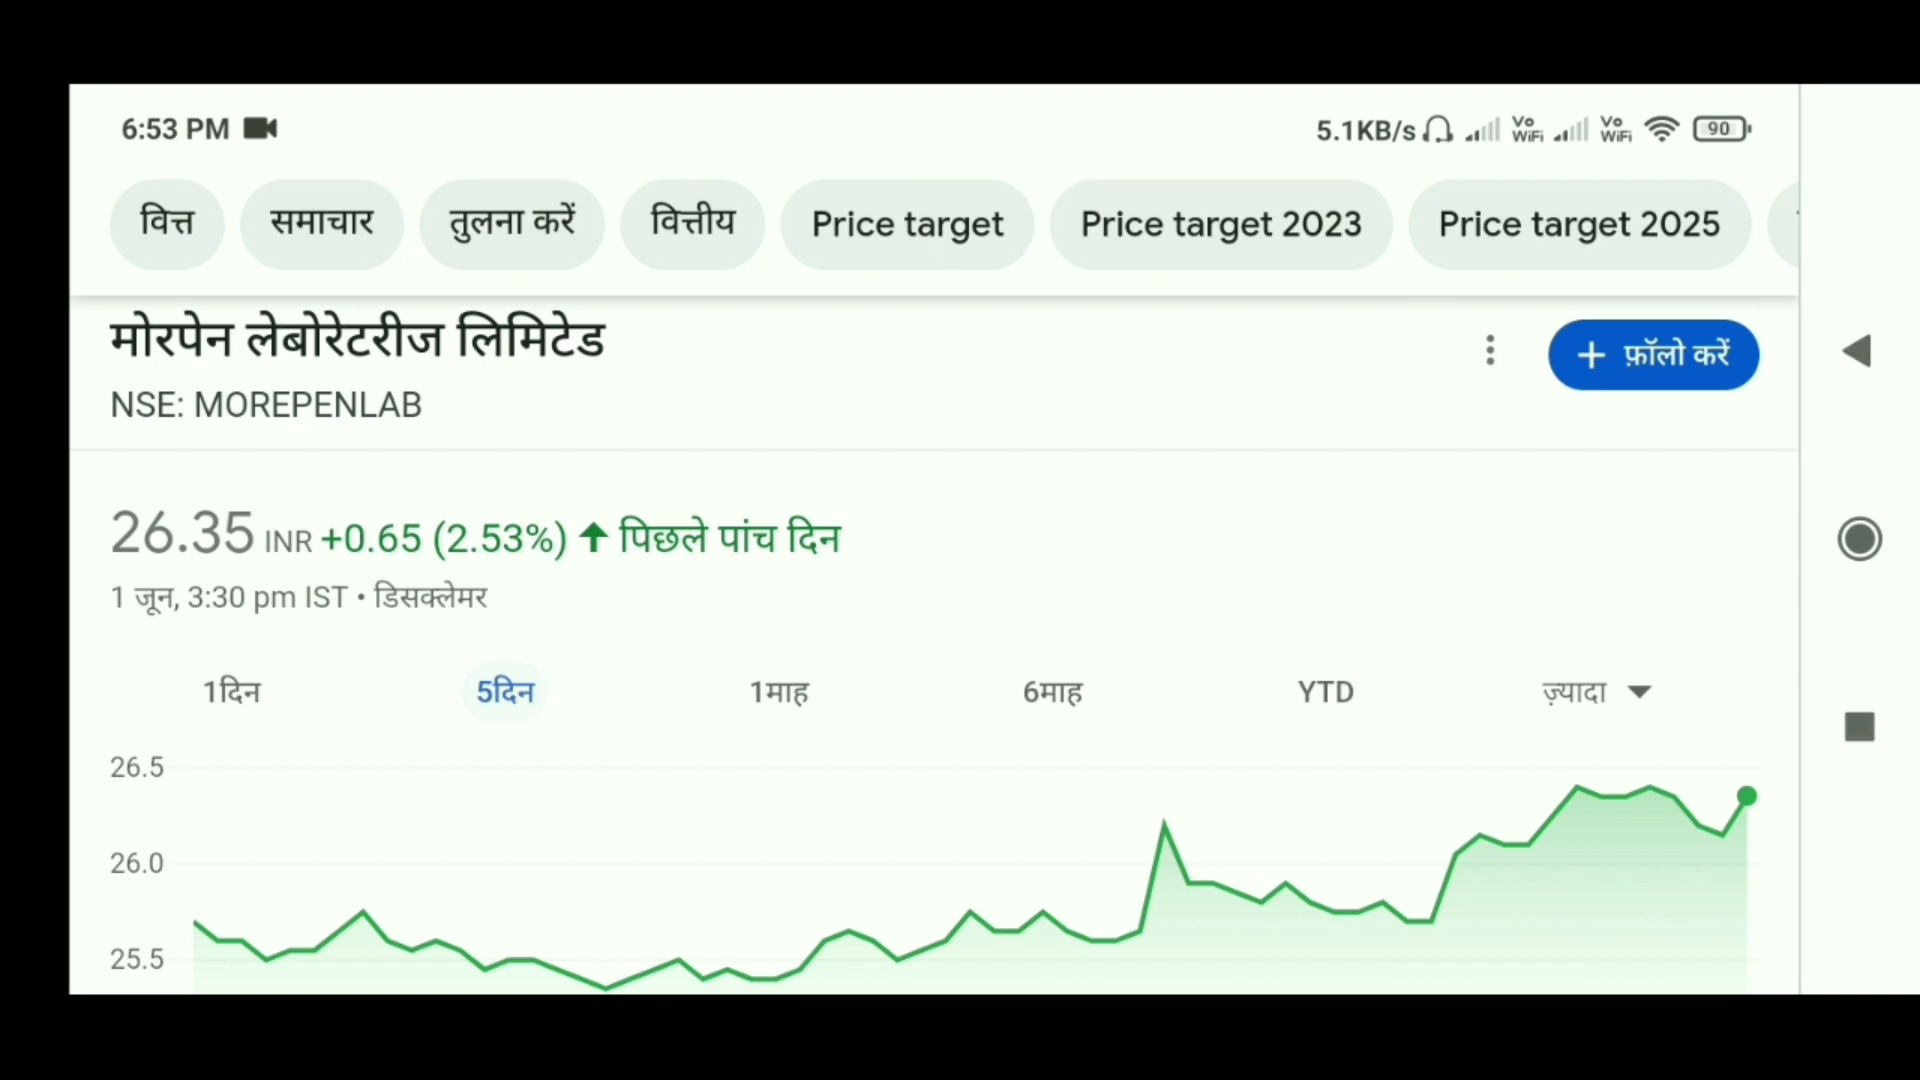 6:53 PM 5.1KB/s Vo WiFi Vo WiFi 90
वित्त समाचार तुलना करें वित्तीय Price target Price target 2023 Price target 2025
मोरपेन लेबोरेटरीज लिमिटेड
+ फ़ॉलो करें
NSE: MOREPENLAB
26.35 INR +0.65 (2.53%) पिछले पांच दिन
1 जून, 3:30 pm IST • डिसक्लेमर
1दिन 5दिन 1माह 6माह YTD ज़्यादा
26.5
26.0
25.5